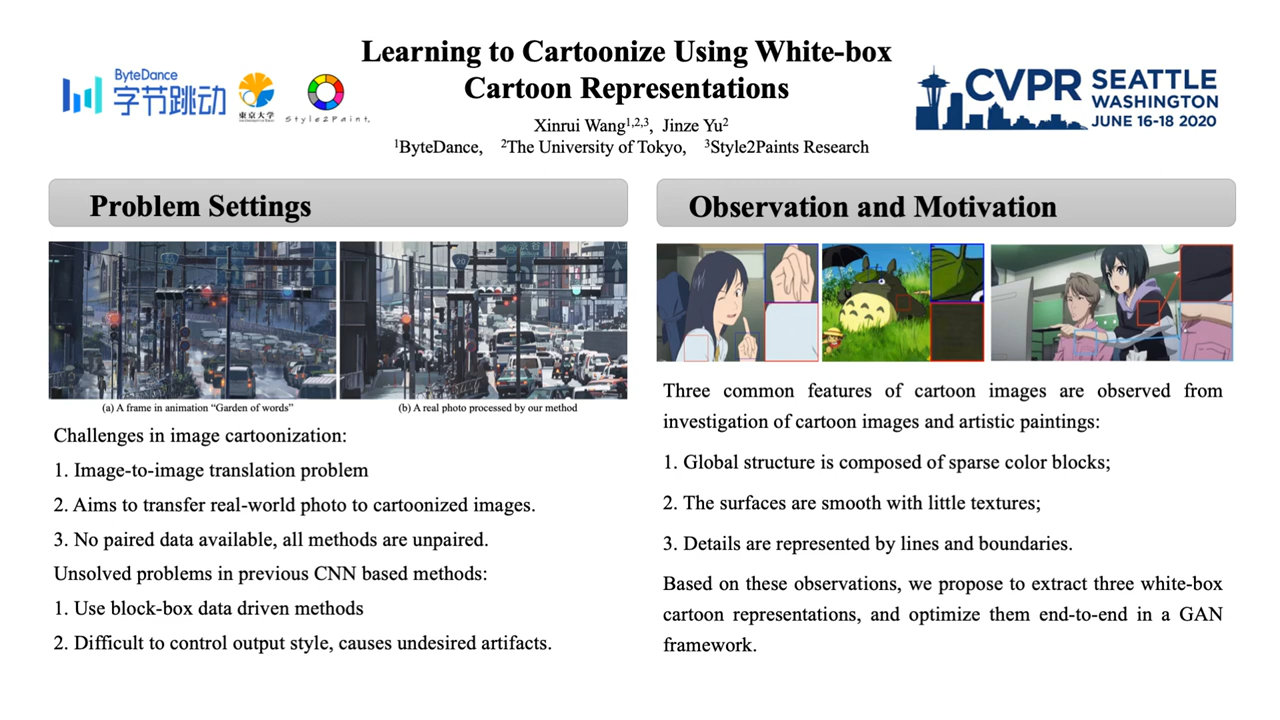 Learning to Cartoonize Using White-box
Cartoon Representations
Xinrui Wang1,2,3, Jinze Yu2
1ByteDance, 2The University of Tokyo, 3Style2Paints Research
ByteDance
字节跳动
東京大学
Style2Paint.
CVPR SEATTLE
WASHINGTON
JUNE 16-18 2020
Problem Settings
(a) A frame in animation “Garden of words”
(b) A real photo processed by our method
Challenges in image cartoonization:
1. Image-to-image translation problem
2. Aims to transfer real-world photo to cartoonized images.
3. No paired data available, all methods are unpaired.
Unsolved problems in previous CNN based methods:
1. Use block-box data driven methods
2. Difficult to control output style, causes undesired artifacts.
Observation and Motivation
Three common features of cartoon images are observed from
investigation of cartoon images and artistic paintings:
1. Global structure is composed of sparse color blocks;
2. The surfaces are smooth with little textures;
3. Details are represented by lines and boundaries.
Based on these observations, we propose to extract three white-box
cartoon representations, and optimize them end-to-end in a GAN
framework.